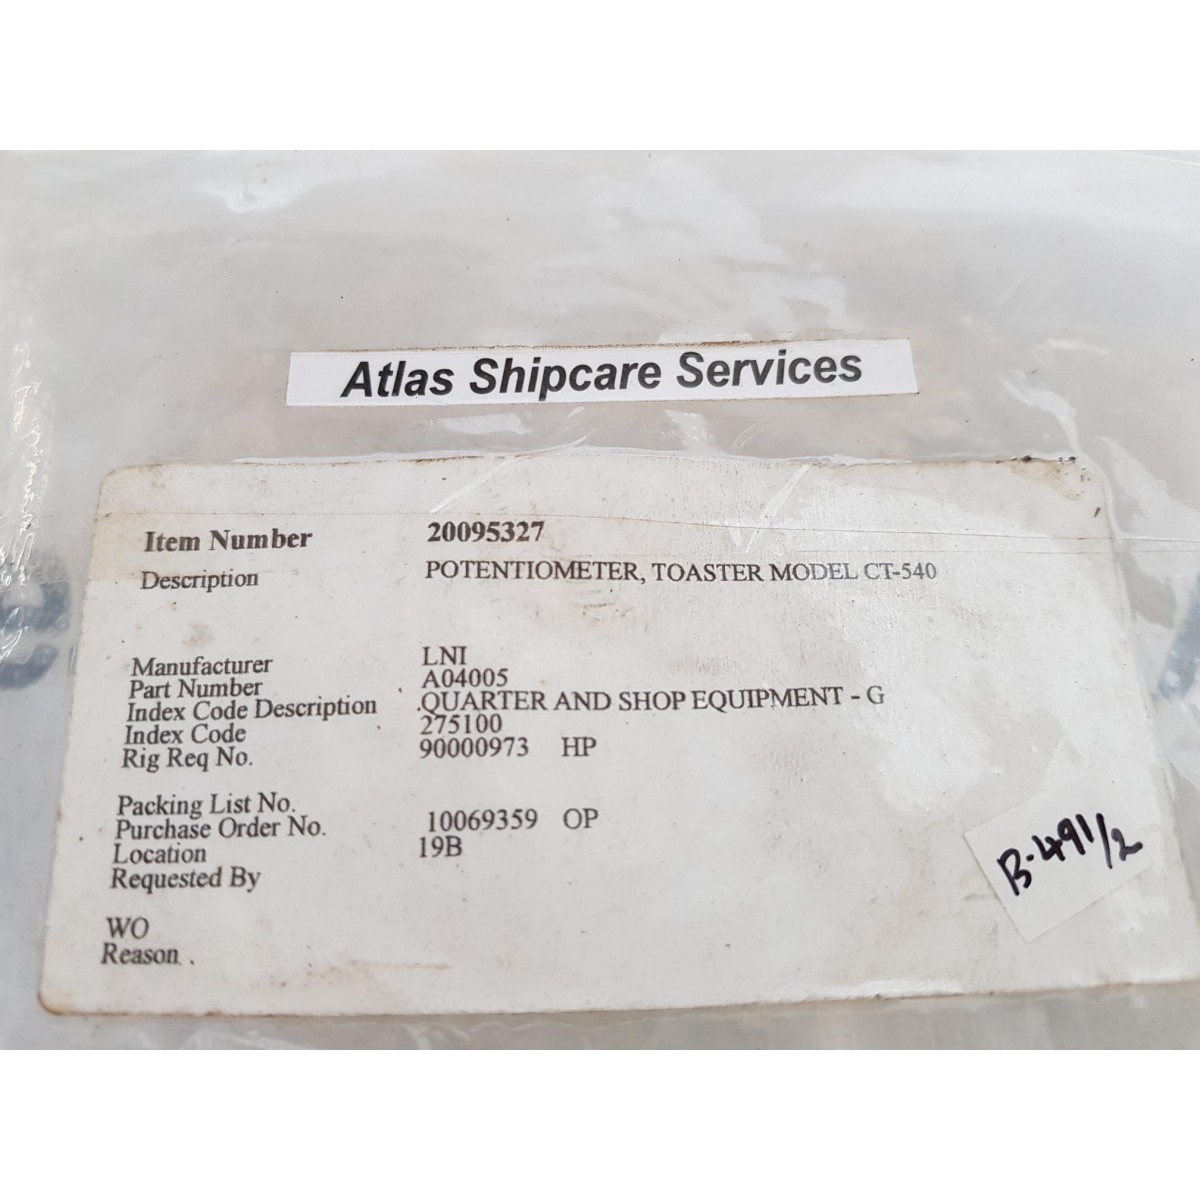 Atlas Shipcare Services
Item Number 20095327
Description POTENTIOMETER, TOASTER MODEL CT-540
Manufacturer LNI
Part Number A04005
Index Code Description QUARTER AND SHOP EQUIPMENT - G
Index Code 275100
Rig Req No. 90000973 HP
Packing List No.
Purchase Order No. 10069359 OP
Location 19B
Requested By
WO
Reason .
B-491/2